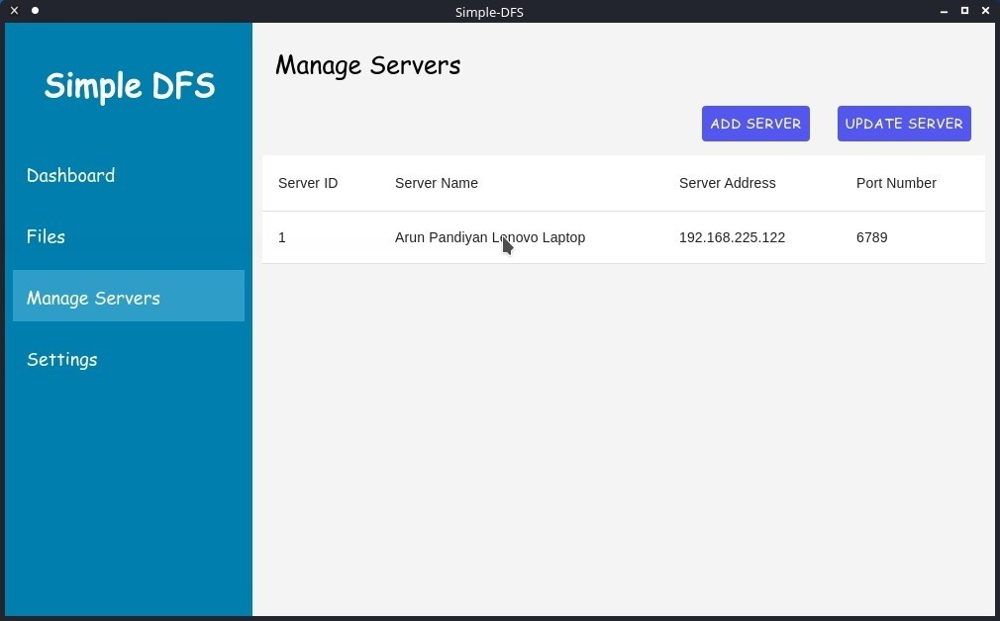 Simple-DFS
Simple DFS
Dashboard
Files
Manage Servers
Settings
Manage Servers
ADD SERVER UPDATE SERVER
Server ID Server Name Server Address Port Number
1 Arun Pandiyan Lenovo Laptop 192.168.225.122 6789